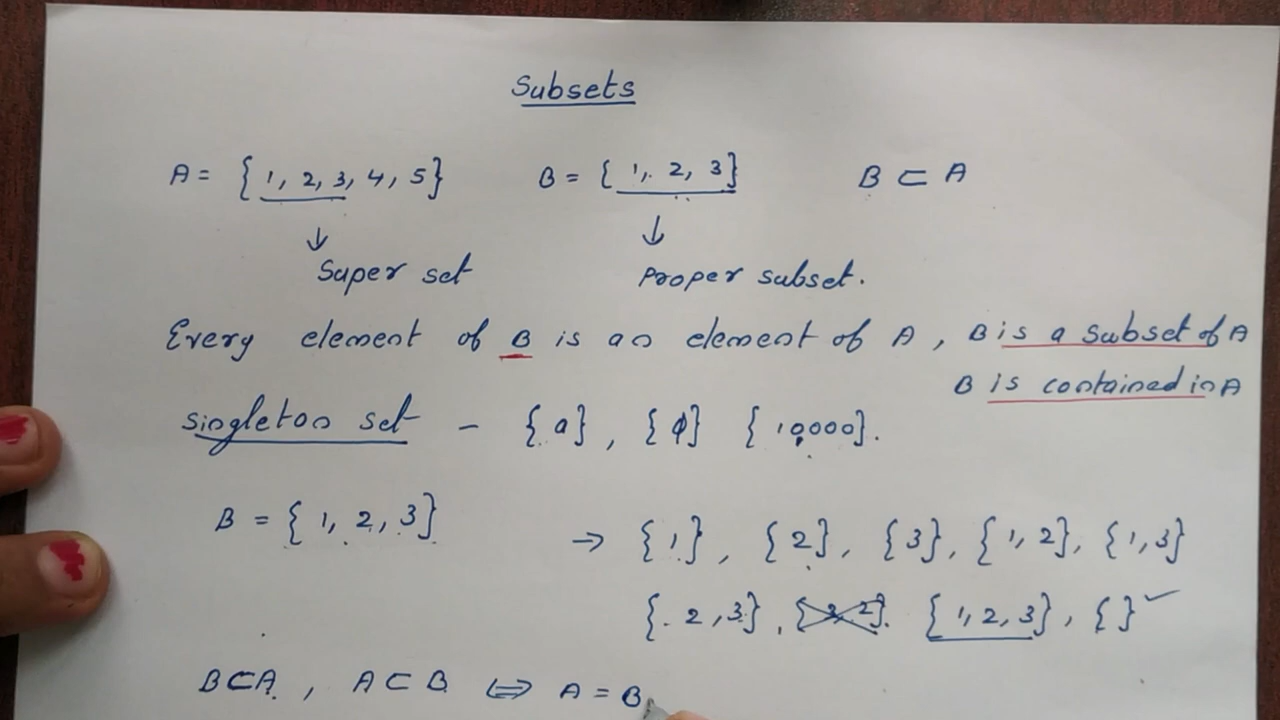 Subsets
A = { 1, 2, 3, 4, 5} B = { 1, 2, 3} B ⊂ A
↓ ↓
Super set Proper subset.
Every element of B is an element of A, B is a subset of A
B is contained in A
Singleton set - {a}, {ϕ} {10,000}.
B = {1, 2, 3} → {1}, {2}, {3}, {1, 2}, {1, 3}
{2, 3}, {1, 2, 3}, {} ✓
B⊂A, A⊂B ⇔ A = B